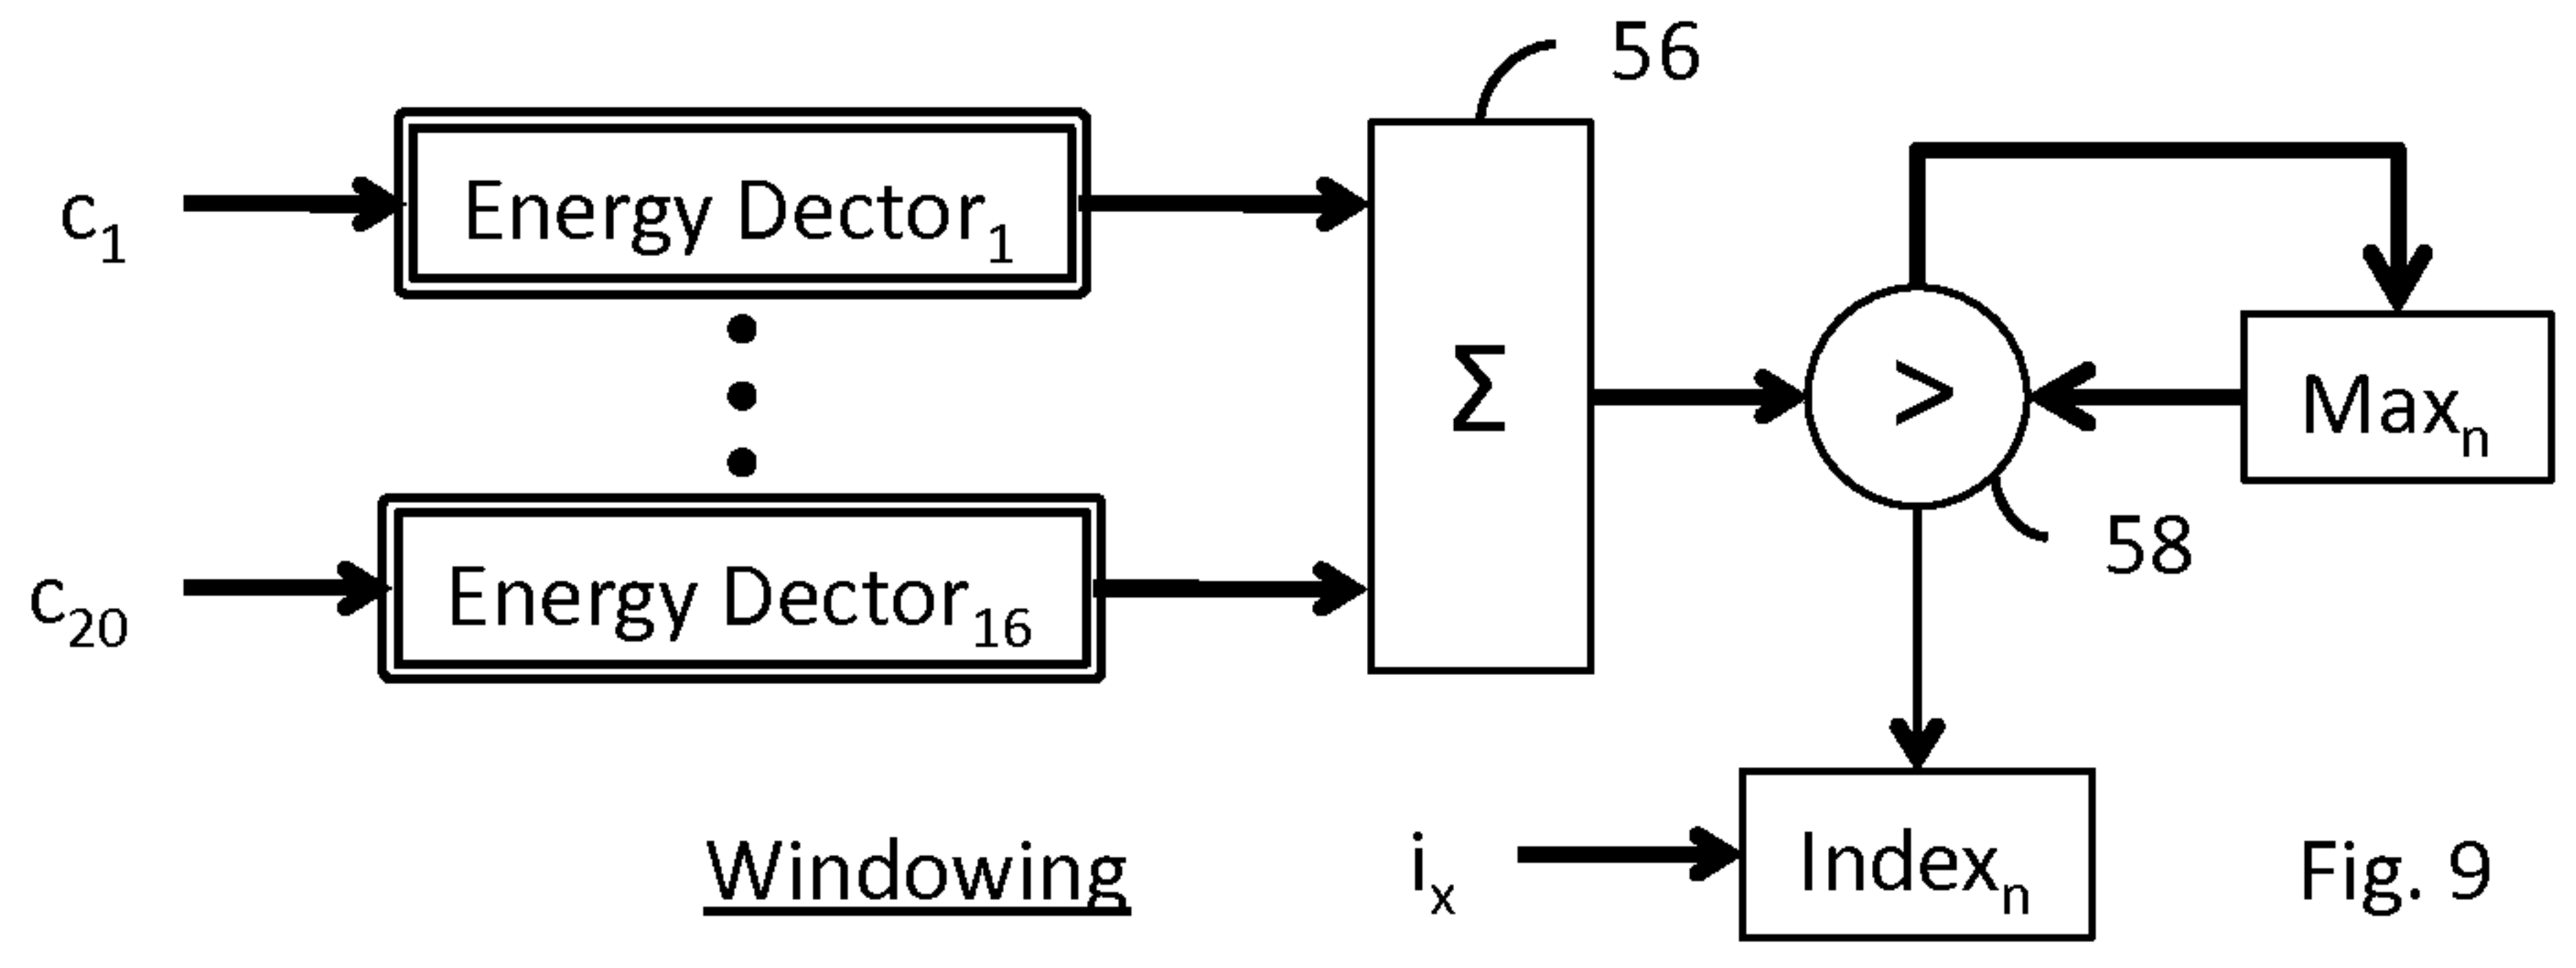 56
c₁ Energy Dector₁
Σ
>
Maxₙ
58
c₂₀ Energy Dector₁₆
Windowing
iₓ Indexₙ
Fig. 9